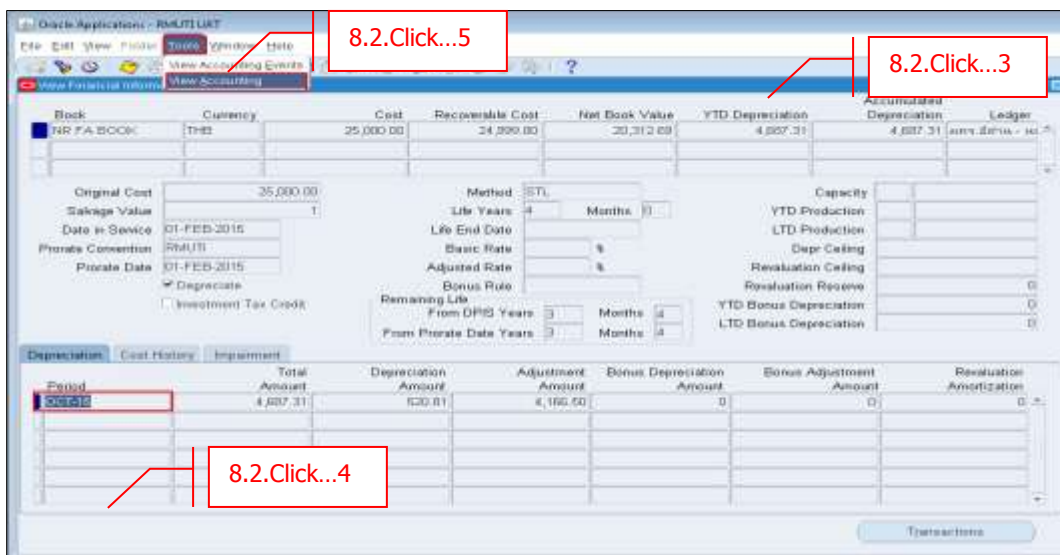 Oracle Applications - RMUTI UAT
File Edit View Folder Tools Window Help
8.2.Click...5
8.2.Click...3
View Accounting Events
View Accounting
?
View Financial Inform
Book Currency Cost Recoverable Cost Net Book Value YTD Depreciation Accumulated Depreciation Ledger
NR FA BOOK THB 25,000.00 24,999.00 20,312.69 4,687.31 4,687.31
Original Cost 25,000.00 Method STL Capacity
Salvage Value 1 Life Years 4 Months 0 YTD Production
Date in Service 01-FEB-2015 Life End Date LTD Production
Prorate Convention RMUTI Basic Rate % Depr Ceiling
Prorate Date 01-FEB-2015 Adjusted Rate % Revaluation Ceiling
Depreciate Bonus Rule Revaluation Reserve 0
Investment Tax Credit Remaining Life YTD Bonus Depreciation 0
From DPIS Years 3 Months 4 LTD Bonus Depreciation 0
From Prorate Date Years 3 Months 4
Depreciation Cost History Impairment
Period Total Amount Depreciation Amount Adjustment Amount Bonus Depreciation Amount Bonus Adjustment Amount Revaluation Amortization
OCT-15 4,687.31 520.81 4,166.50 0 0 0
8.2.Click...4
Transactions